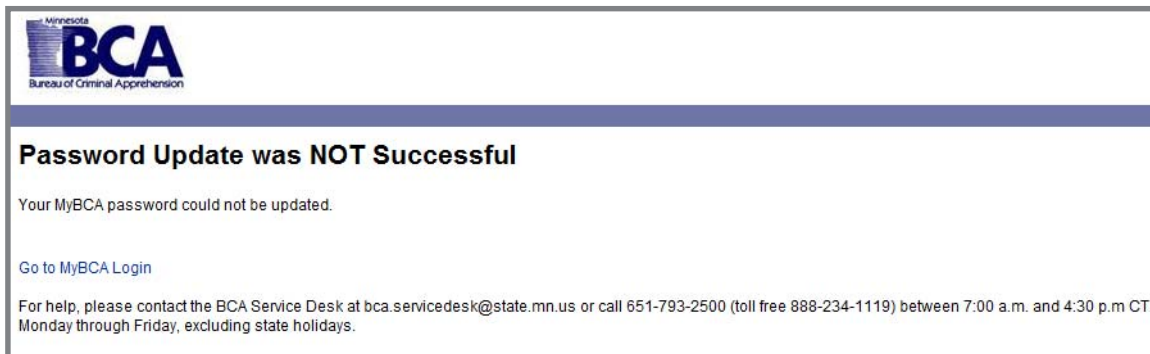 Minnesota
BCA
Bureau of Criminal Apprehension
Password Update was NOT Successful
Your MyBCA password could not be updated.
Go to MyBCA Login
For help, please contact the BCA Service Desk at bca.servicedesk@state.mn.us or call 651-793-2500 (toll free 888-234-1119) between 7:00 a.m. and 4:30 p.m CT
Monday through Friday, excluding state holidays.